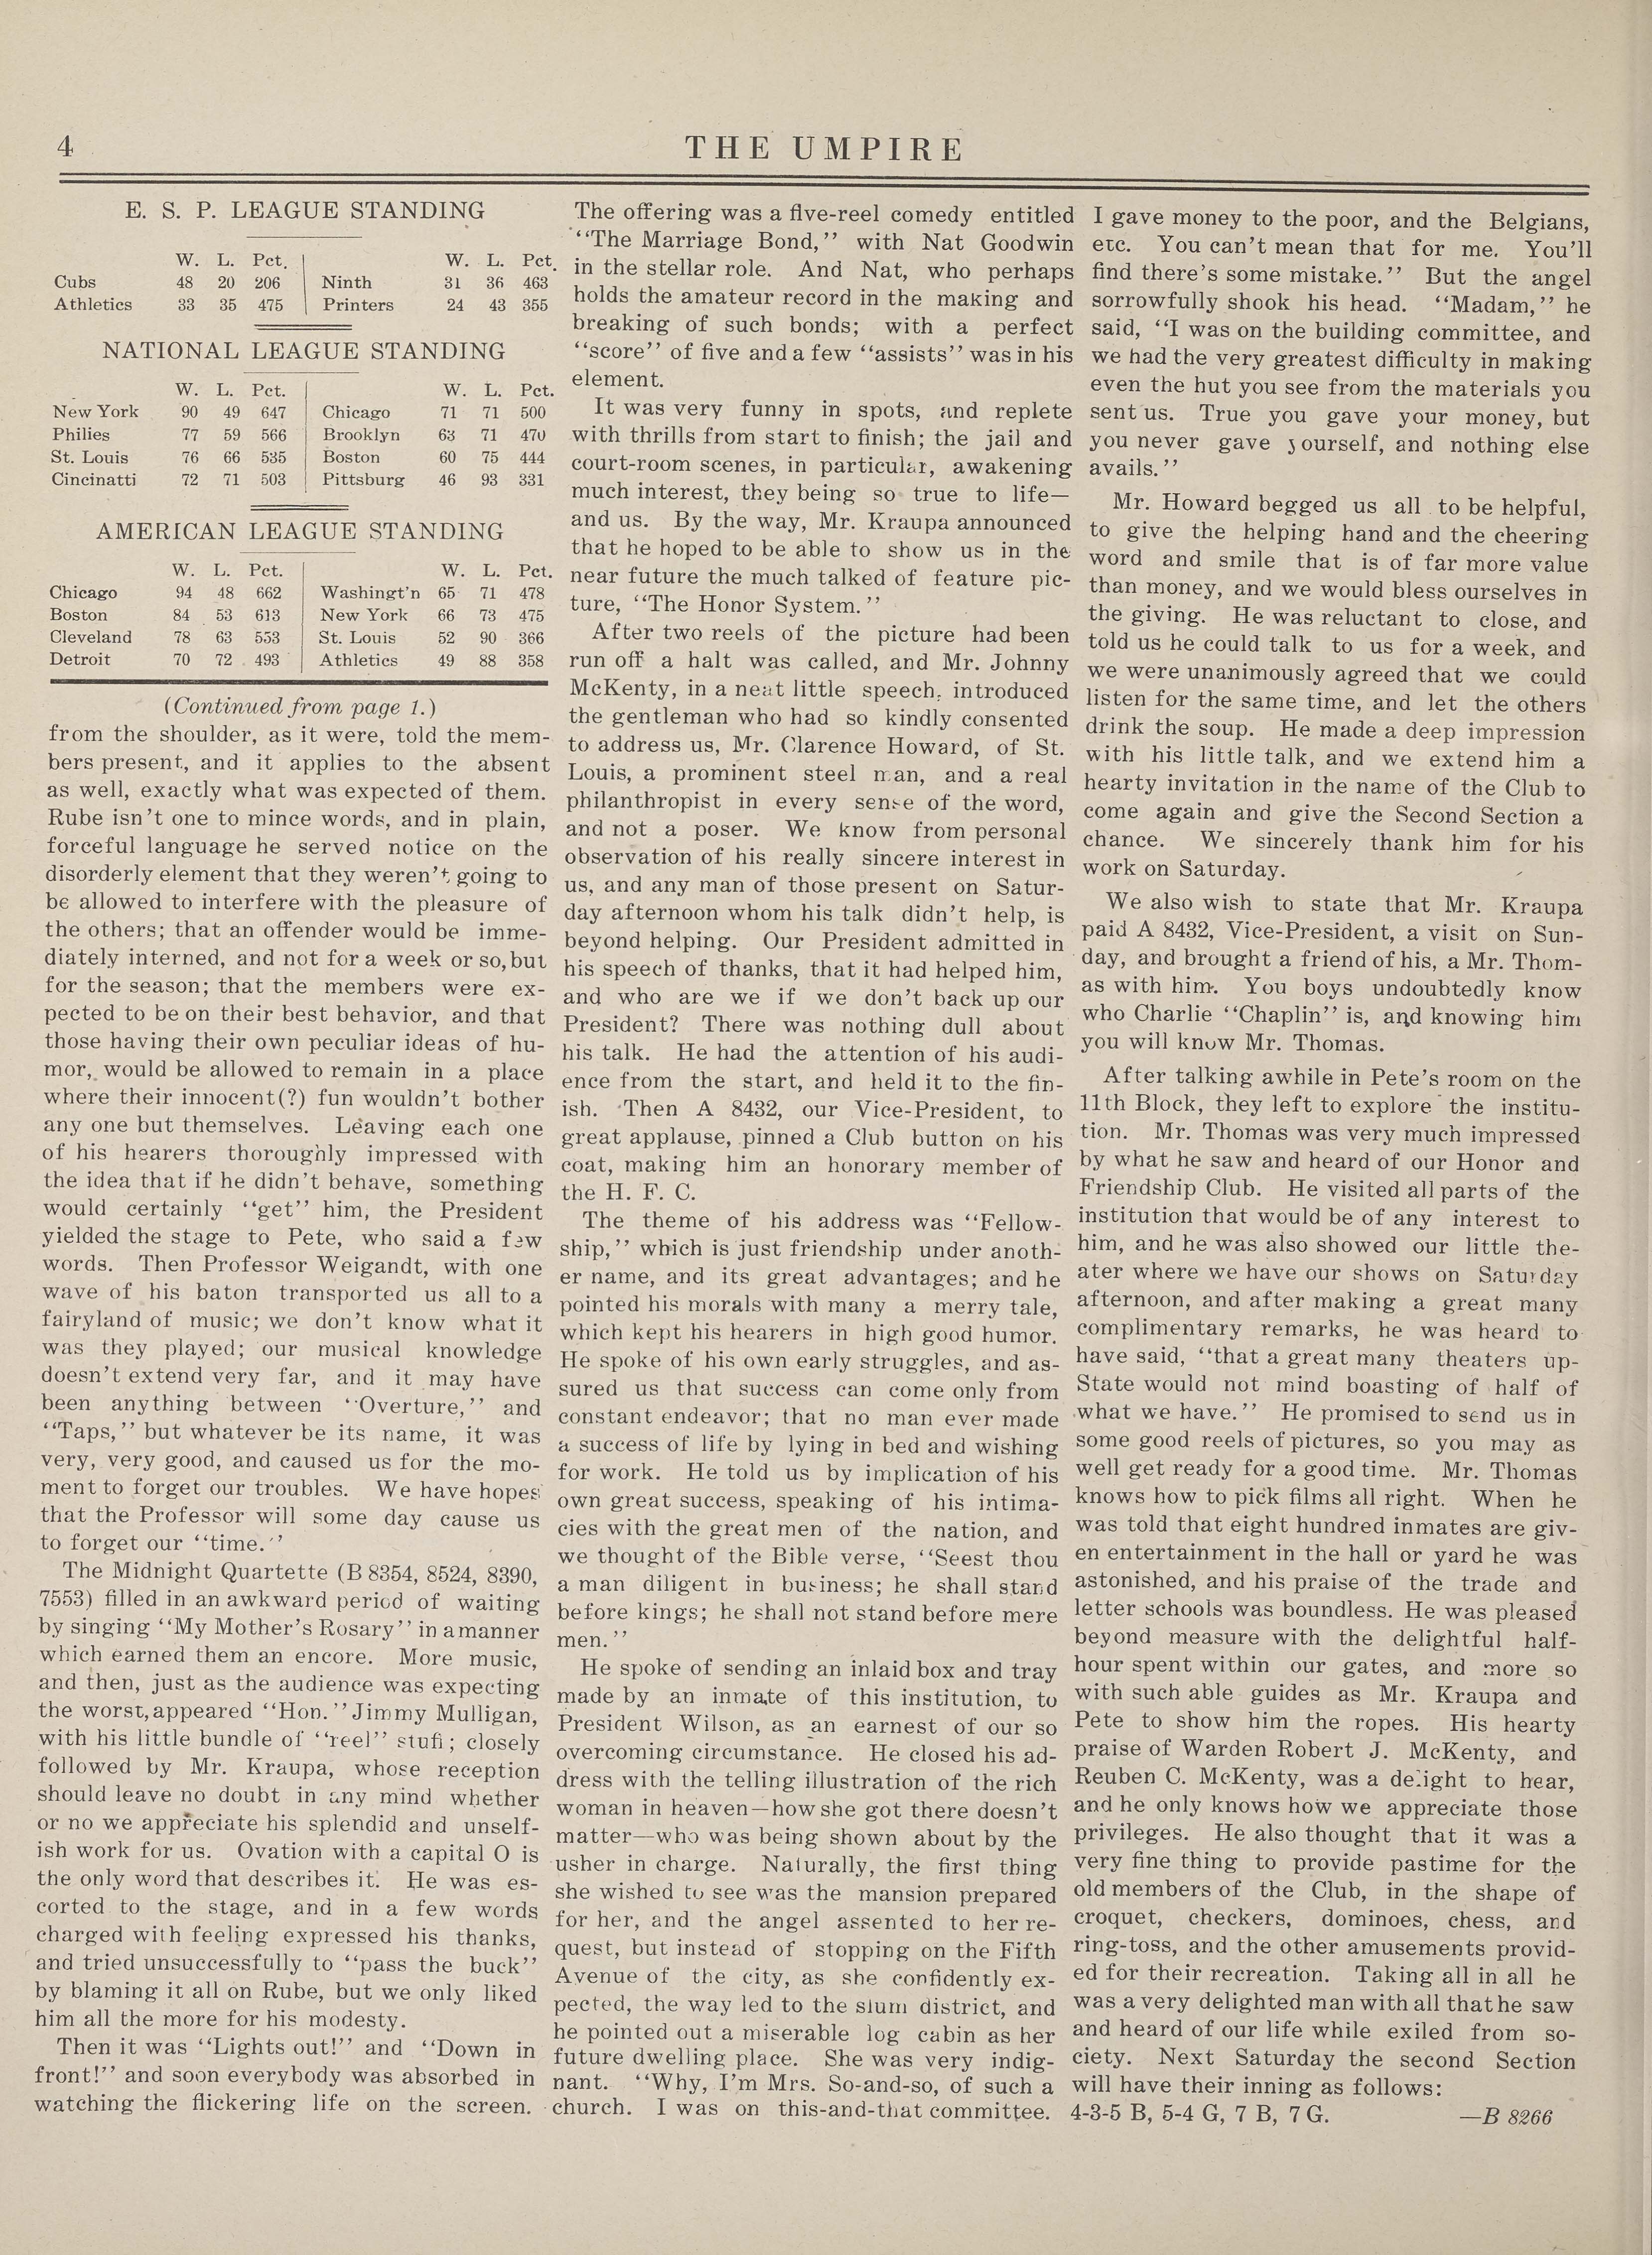 4
THE UMPIRE
E. S. P. LEAGUE STANDING
W. L. Pct. W. L. Pct.
Cubs 48 20 206 Ninth 31 36 463
Athletics 33 35 475 Printers 24 43 355
NATIONAL LEAGUE STANDING
W. L. Pct. W. L. Pct.
New York 90 49 647 Chicago 71 71 500
Philies 77 59 566 Brooklyn 63 71 470
St. Louis 76 66 535 Boston 60 75 444
Cincinatti 72 71 503 Pittsburg 46 93 331
AMERICAN LEAGUE STANDING
W. L. Pct. W. L. Pct.
Chicago 94 48 662 Washingt'n 65 71 478
Boston 84 53 613 New York 66 73 475
Cleveland 78 63 553 St. Louis 52 90 366
Detroit 70 72 493 Athletics 49 88 358
(Continued from page 1.)
from the shoulder, as it were, told the mem-
bers present, and it applies to the absent
as well, exactly what was expected of them.
Rube isn't one to mince words, and in plain,
forceful language he served notice on the
disorderly element that they weren't going to
be allowed to interfere with the pleasure of
the others; that an offender would be imme-
diately interned, and not for a week or so, but
for the season; that the members were ex-
pected to be on their best behavior, and that
those having their own peculiar ideas of hu-
mor, would be allowed to remain in a place
where their innocent(?) fun wouldn't bother
any one but themselves. Leaving each one
of his hearers thoroughly impressed with
the idea that if he didn't behave, something
would certainly "get" him, the President
yielded the stage to Pete, who said a few
words. Then Professor Weigandt, with one
wave of his baton transported us all to a
fairyland of music; we don't know what it
was they played; our musical knowledge
doesn't extend very far, and it may have
been anything between "Overture," and
"Taps," but whatever be its name, it was
very, very good, and caused us for the mo-
ment to forget our troubles. We have hopes
that the Professor will some day cause us
to forget our "time."
The Midnight Quartette (B 8354, 8524, 8390,
7553) filled in an awkward period of waiting
by singing "My Mother's Rosary" in a manner
which earned them an encore. More music,
and then, just as the audience was expecting
the worst, appeared "Hon." Jimmy Mulligan,
with his little bundle of "reel" stuff; closely
followed by Mr. Kraupa, whose reception
should leave no doubt in any mind whether
or no we appreciate his splendid and unself-
ish work for us. Ovation with a capital O is
the only word that describes it. He was es-
corted to the stage, and in a few words
charged with feeling expressed his thanks,
and tried unsuccessfully to "pass the buck"
by blaming it all on Rube, but we only liked
him all the more for his modesty.
Then it was "Lights out!" and "Down in
front!" and soon everybody was absorbed in
watching the flickering life on the screen.
The offering was a five-reel comedy entitled
"The Marriage Bond," with Nat Goodwin
in the stellar role. And Nat, who perhaps
holds the amateur record in the making and
breaking of such bonds; with a perfect
"score" of five and a few "assists" was in his
element.
It was very funny in spots, and replete
with thrills from start to finish; the jail and
court-room scenes, in particular, awakening
much interest, they being so true to life—
and us. By the way, Mr. Kraupa announced
that he hoped to be able to show us in the
near future the much talked of feature pic-
ture, "The Honor System."
After two reels of the picture had been
run off a halt was called, and Mr. Johnny
McKenty, in a neat little speech, introduced
the gentleman who had so kindly consented
to address us, Mr. Clarence Howard, of St.
Louis, a prominent steel man, and a real
philanthropist in every sense of the word,
and not a poser. We know from personal
observation of his really sincere interest in
us, and any man of those present on Satur-
day afternoon whom his talk didn't help, is
beyond helping. Our President admitted in
his speech of thanks, that it had helped him,
and who are we if we don't back up our
President? There was nothing dull about
his talk. He had the attention of his audi-
ence from the start, and held it to the fin-
ish. Then A 8432, our Vice-President, to
great applause, pinned a Club button on his
coat, making him an honorary member of
the H. F. C.
The theme of his address was "Fellow-
ship," which is just friendship under anoth-
er name, and its great advantages; and he
pointed his morals with many a merry tale,
which kept his hearers in high good humor.
He spoke of his own early struggles, and as-
sured us that success can come only from
constant endeavor; that no man ever made
a success of life by lying in bed and wishing
for work. He told us by implication of his
own great success, speaking of his intima-
cies with the great men of the nation, and
we thought of the Bible verse, "Seest thou
a man diligent in business; he shall stand
before kings; he shall not stand before mere
men."
He spoke of sending an inlaid box and tray
made by an inmate of this institution, to
President Wilson, as an earnest of our so
overcoming circumstance. He closed his ad-
dress with the telling illustration of the rich
woman in heaven—how she got there doesn't
matter—who was being shown about by the
usher in charge. Naturally, the first thing
she wished to see was the mansion prepared
for her, and the angel assented to her re-
quest, but instead of stopping on the Fifth
Avenue of the city, as she confidently ex-
pected, the way led to the slum district, and
he pointed out a miserable log cabin as her
future dwelling place. She was very indig-
nant. "Why, I'm Mrs. So-and-so, of such a
church. I was on this-and-that committee.
I gave money to the poor, and the Belgians,
etc. You can't mean that for me. You'll
find there's some mistake." But the angel
sorrowfully shook his head. "Madam," he
said, "I was on the building committee, and
we had the very greatest difficulty in making
even the hut you see from the materials you
sent us. True you gave your money, but
you never gave yourself, and nothing else
avails."
Mr. Howard begged us all to be helpful,
to give the helping hand and the cheering
word and smile that is of far more value
than money, and we would bless ourselves in
the giving. He was reluctant to close, and
told us he could talk to us for a week, and
we were unanimously agreed that we could
listen for the same time, and let the others
drink the soup. He made a deep impression
with his little talk, and we extend him a
hearty invitation in the name of the Club to
come again and give the Second Section a
chance. We sincerely thank him for his
work on Saturday.
We also wish to state that Mr. Kraupa
paid A 8432, Vice-President, a visit on Sun-
day, and brought a friend of his, a Mr. Thom-
as with him. You boys undoubtedly know
who Charlie "Chaplin" is, and knowing him
you will know Mr. Thomas.
After talking awhile in Pete's room on the
11th Block, they left to explore the institu-
tion. Mr. Thomas was very much impressed
by what he saw and heard of our Honor and
Friendship Club. He visited all parts of the
institution that would be of any interest to
him, and he was also showed our little the-
ater where we have our shows on Saturday
afternoon, and after making a great many
complimentary remarks, he was heard to
have said, "that a great many theaters up-
State would not mind boasting of half of
what we have." He promised to send us in
some good reels of pictures, so you may as
well get ready for a good time. Mr. Thomas
knows how to pick films all right. When he
was told that eight hundred inmates are giv-
en entertainment in the hall or yard he was
astonished, and his praise of the trade and
letter schools was boundless. He was pleased
beyond measure with the delightful half-
hour spent within our gates, and more so
with such able guides as Mr. Kraupa and
Pete to show him the ropes. His hearty
praise of Warden Robert J. McKenty, and
Reuben C. McKenty, was a delight to hear,
and he only knows how we appreciate those
privileges. He also thought that it was a
very fine thing to provide pastime for the
old members of the Club, in the shape of
croquet, checkers, dominoes, chess, and
ring-toss, and the other amusements provid-
ed for their recreation. Taking all in all he
was a very delighted man with all that he saw
and heard of our life while exiled from so-
ciety. Next Saturday the second Section
will have their inning as follows:
4-3-5 B, 5-4 G, 7 B, 7 G. —B 8266